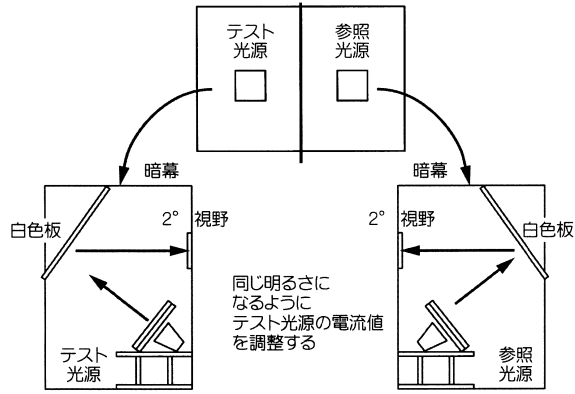 テスト
光源
参照
光源
暗幕
暗幕
白色板
2° 視野
2° 視野
白色板
同じ明るさに
なるように
テスト光源の電流値
を調整する
テスト
光源
参照
光源